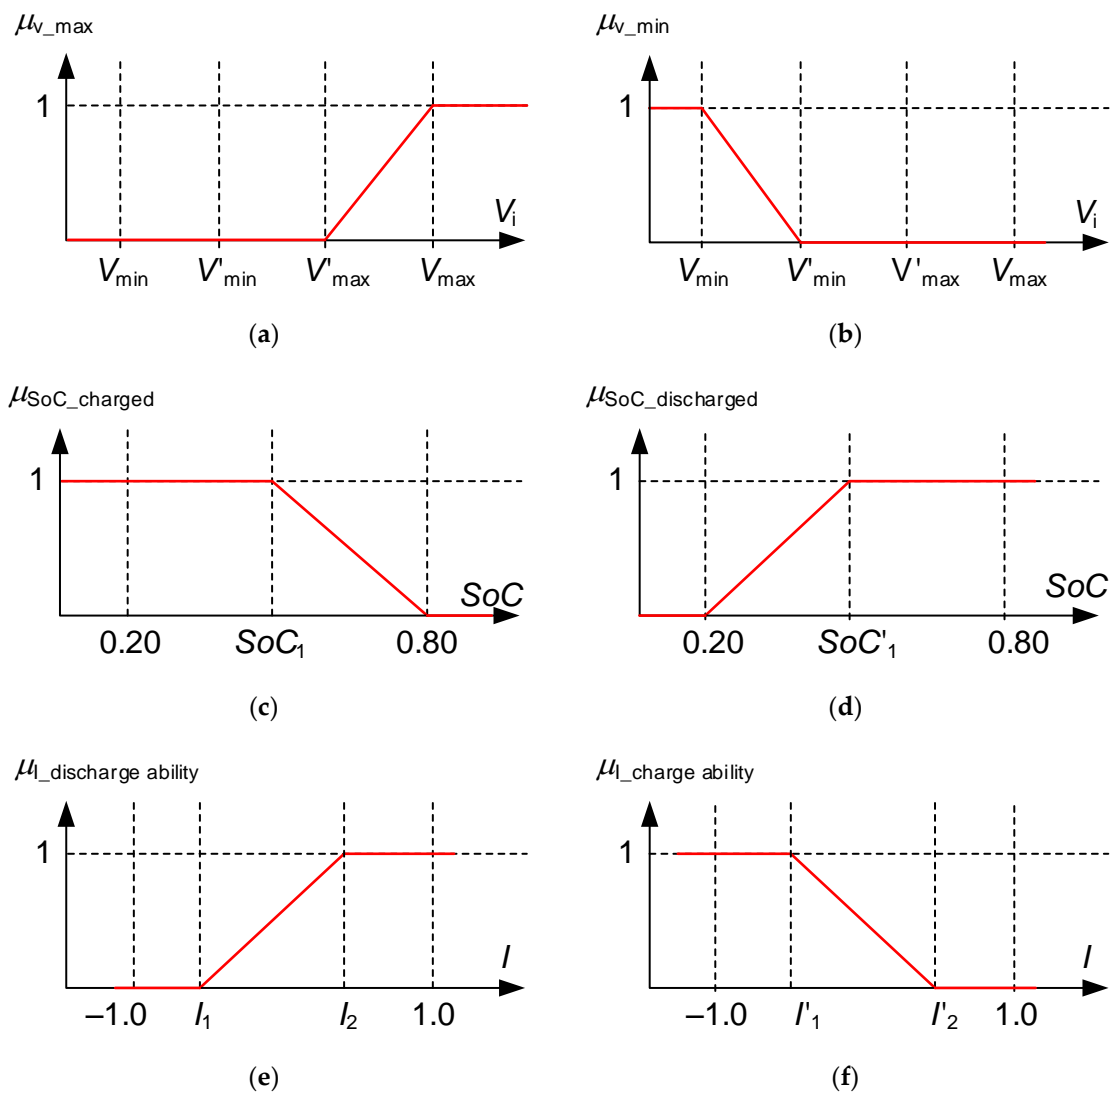 μv_max μv_min
1 1
Vi Vi
Vmin V'min V'max Vmax Vmin V'min V'max Vmax
(a) (b)
μSoC_charged μSoC_discharged
1 1
SoC SoC
0.20 SoC1 0.80 0.20 SoC'1 0.80
(c) (d)
μI_discharge ability μI_charge ability
1 1
I I
–1.0 I1 I2 1.0 –1.0 I'1 I'2 1.0
(e) (f)